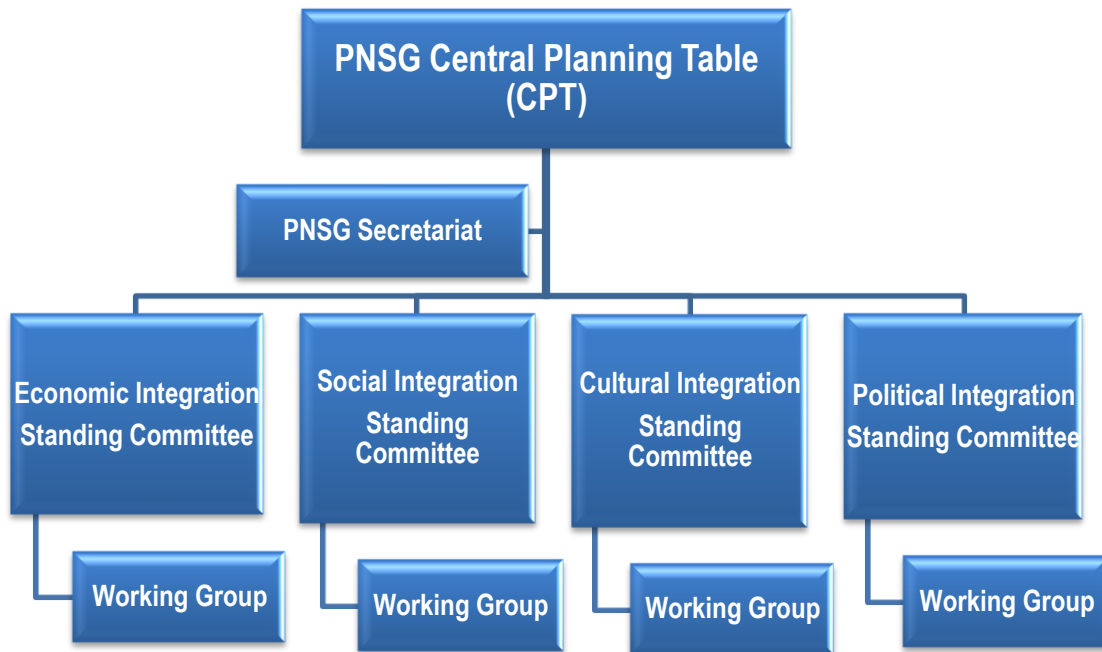 PNSG Central Planning Table
(CPT)
PNSG Secretariat
Economic Integration
Standing Committee
Social Integration
Standing
Committee
Cultural Integration
Standing
Committee
Political Integration
Standing Committee
Working Group
Working Group
Working Group
Working Group